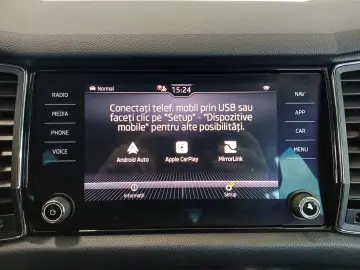 Normal
15:24
RADIO
MEDIA
PHONE
VOICE
Conectați telef. mobil prin USB sau
faceți clic pe "Setup" - "Dispozitive
mobile" pentru alte posibilități.
Android Auto
Apple CarPlay
MirrorLink
Informații
Setup
NAV
APP
CAR
MENU